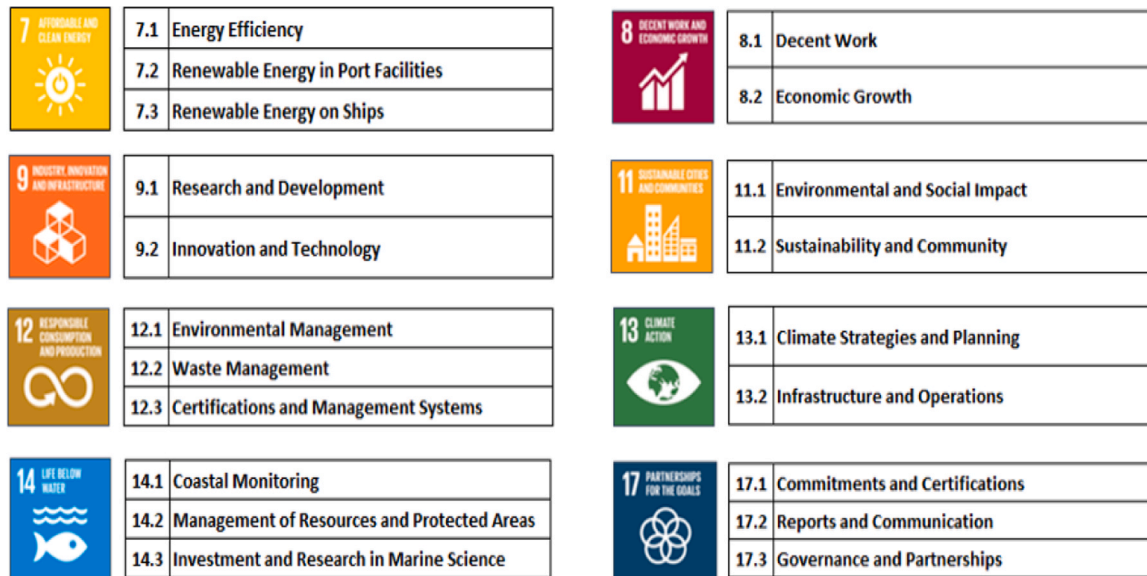 7 AFFORDABLE AND
CLEAN ENERGY
7.1 Energy Efficiency
7.2 Renewable Energy in Port Facilities
7.3 Renewable Energy on Ships
8 DECENT WORK AND
ECONOMIC GROWTH
8.1 Decent Work
8.2 Economic Growth
9 INDUSTRY, INNOVATION
AND INFRASTRUCTURE
9.1 Research and Development
9.2 Innovation and Technology
11 SUSTAINABLE CITIES
AND COMMUNITIES
11.1 Environmental and Social Impact
11.2 Sustainability and Community
12 RESPONSIBLE
CONSUMPTION
AND PRODUCTION
12.1 Environmental Management
12.2 Waste Management
12.3 Certifications and Management Systems
13 CLIMATE
ACTION
13.1 Climate Strategies and Planning
13.2 Infrastructure and Operations
14 LIFE BELOW
WATER
14.1 Coastal Monitoring
14.2 Management of Resources and Protected Areas
14.3 Investment and Research in Marine Science
17 PARTNERSHIPS
FOR THE GOALS
17.1 Commitments and Certifications
17.2 Reports and Communication
17.3 Governance and Partnerships